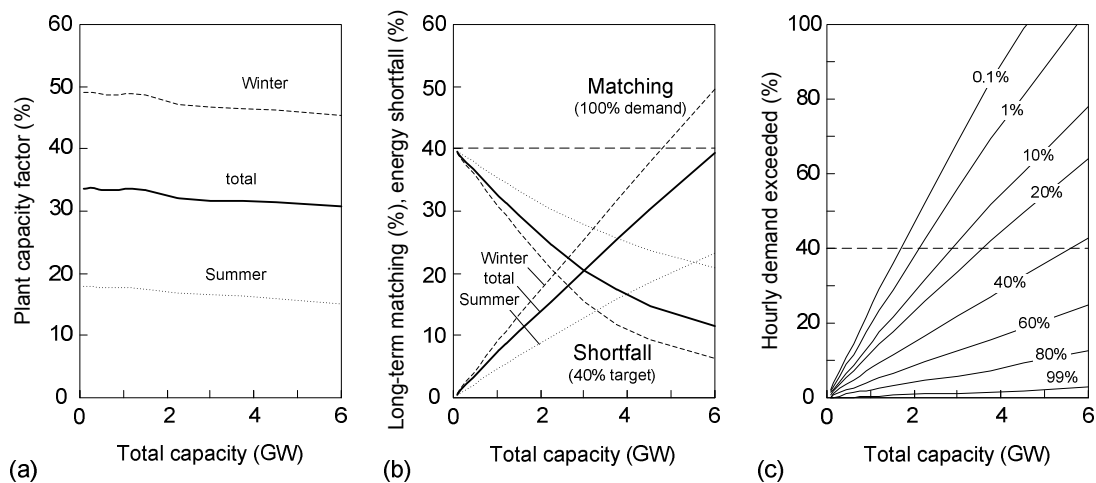 Plant capacity factor (%)
60
50
40
30
20
10
0
Winter
total
Summer
0
2
4
6
Total capacity (GW)
(a)
Long-term matching (%), energy shortfall (%)
60
50
40
30
20
10
0
Matching
(100% demand)
Winter
total
Summer
Shortfall
(40% target)
0
2
4
6
Total capacity (GW)
(b)
Hourly demand exceeded (%)
100
80
60
40
20
0
0.1%
1%
10%
20%
40%
60%
80%
99%
0
2
4
6
Total capacity (GW)
(c)